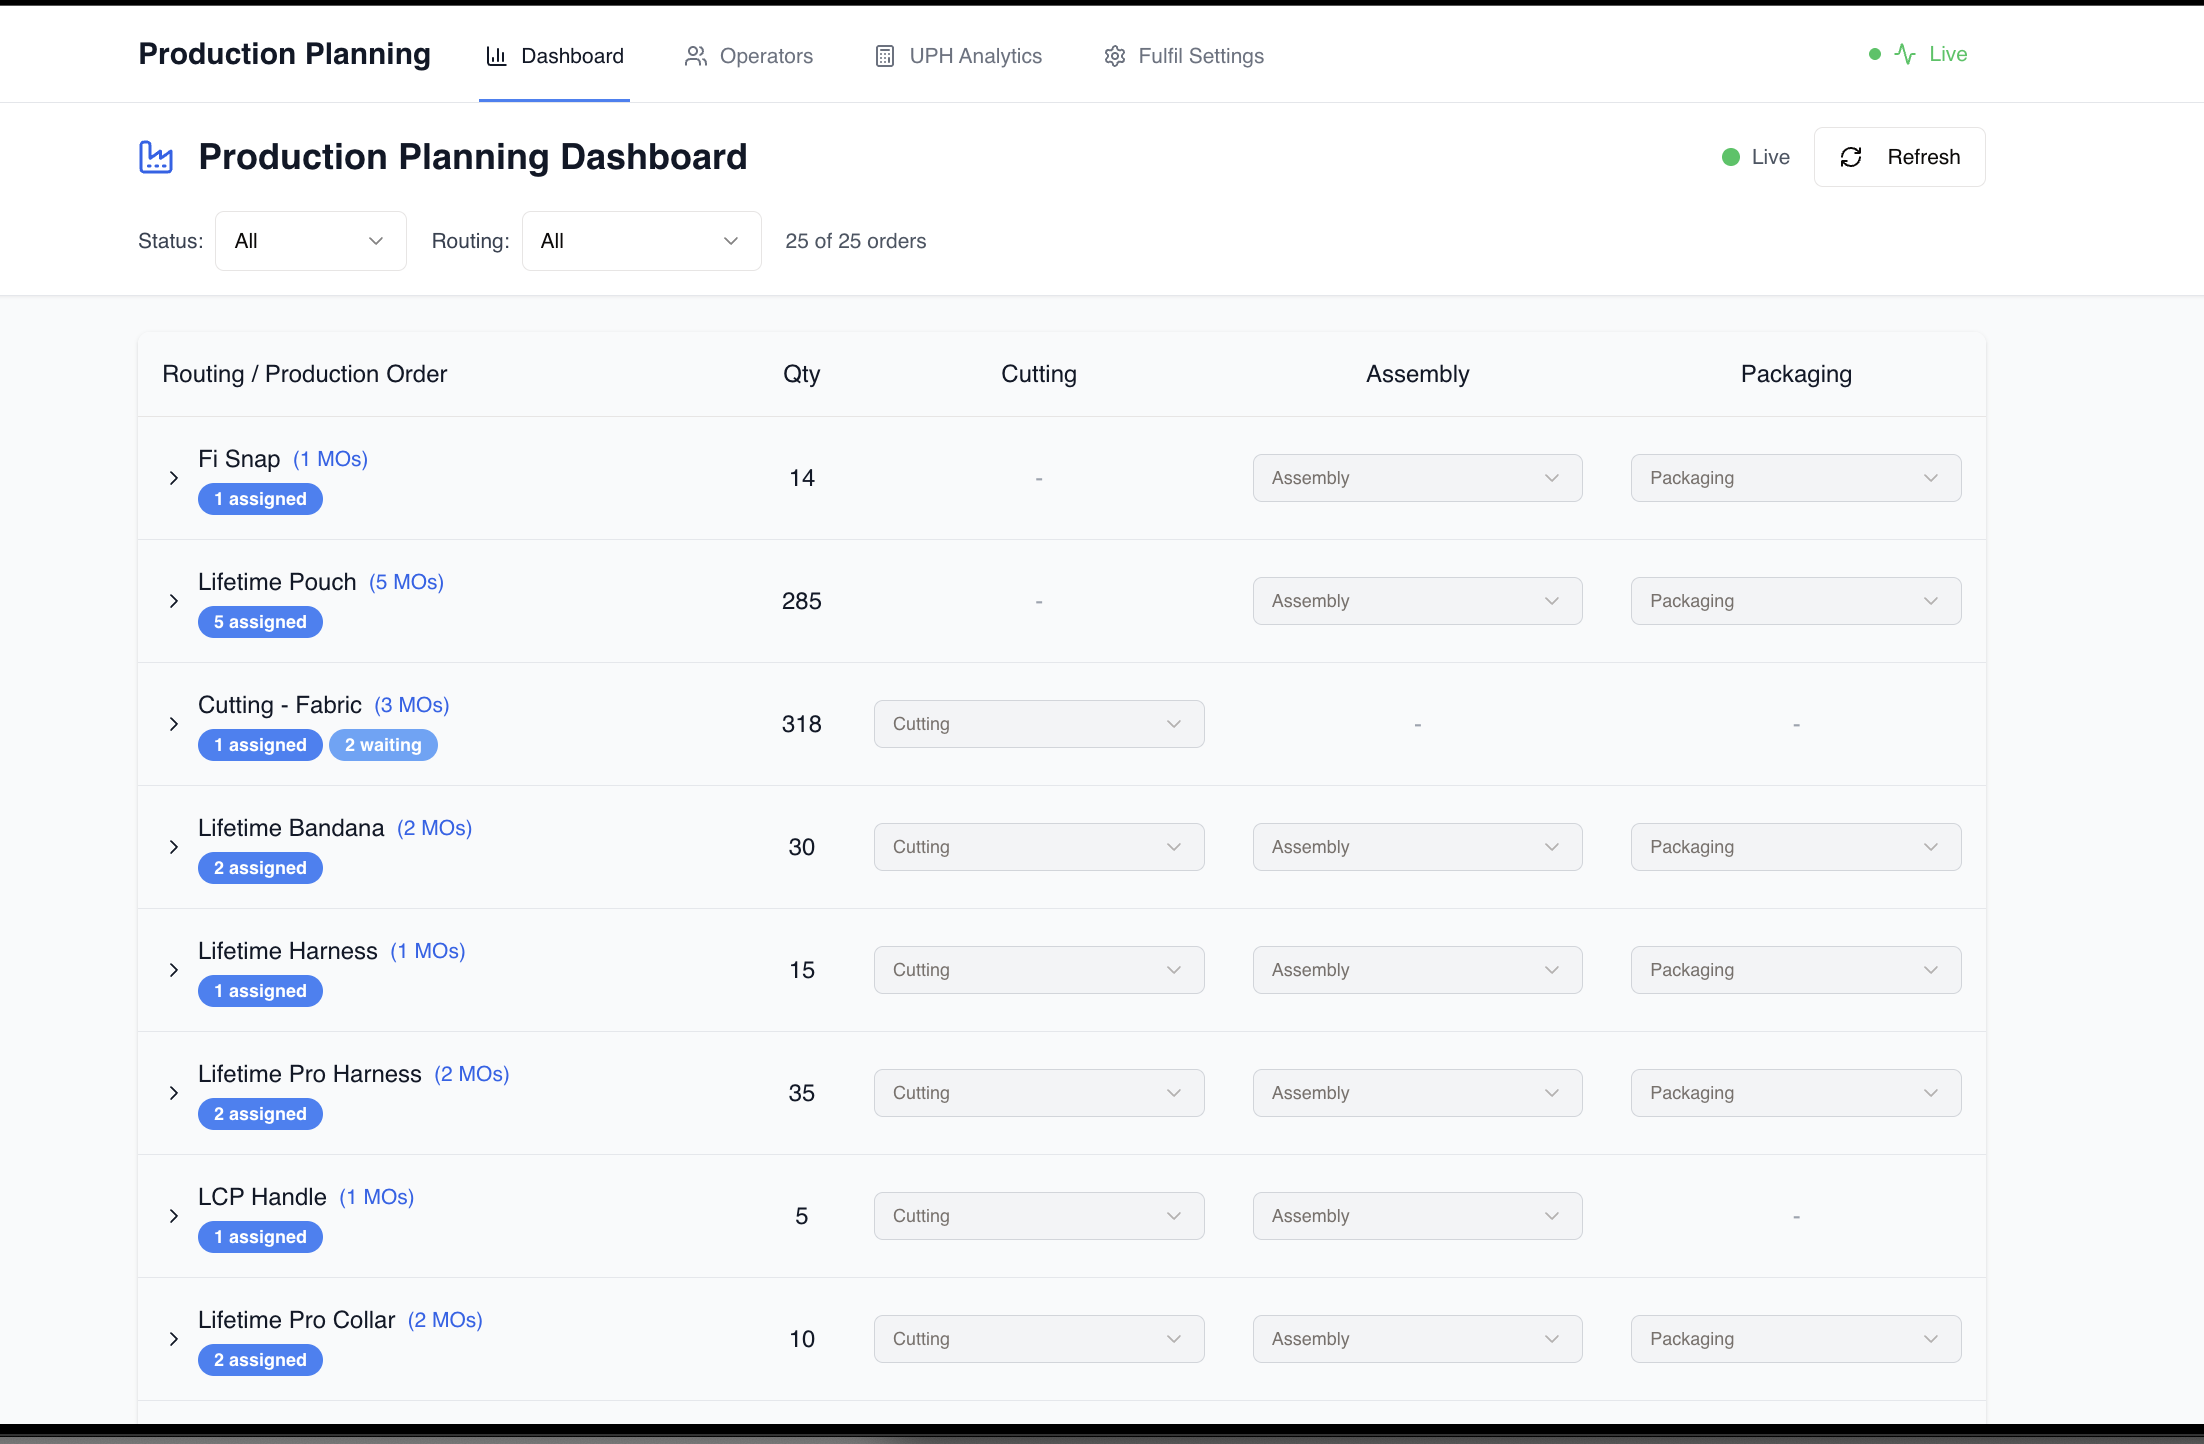 Production Planning Dashboard Operators UPH Analytics Fulfil Settings Live
Production Planning Dashboard Live Refresh
Status: All Routing: All 25 of 25 orders
Routing / Production Order Qty Cutting Assembly Packaging
Fi Snap (1 MOs)
1 assigned
14 - Assembly Packaging
Lifetime Pouch (5 MOs)
5 assigned
285 - Assembly Packaging
Cutting - Fabric (3 MOs)
1 assigned 2 waiting
318 Cutting - -
Lifetime Bandana (2 MOs)
2 assigned
30 Cutting Assembly Packaging
Lifetime Harness (1 MOs)
1 assigned
15 Cutting Assembly Packaging
Lifetime Pro Harness (2 MOs)
2 assigned
35 Cutting Assembly Packaging
LCP Handle (1 MOs)
1 assigned
5 Cutting Assembly -
Lifetime Pro Collar (2 MOs)
2 assigned
10 Cutting Assembly Packaging